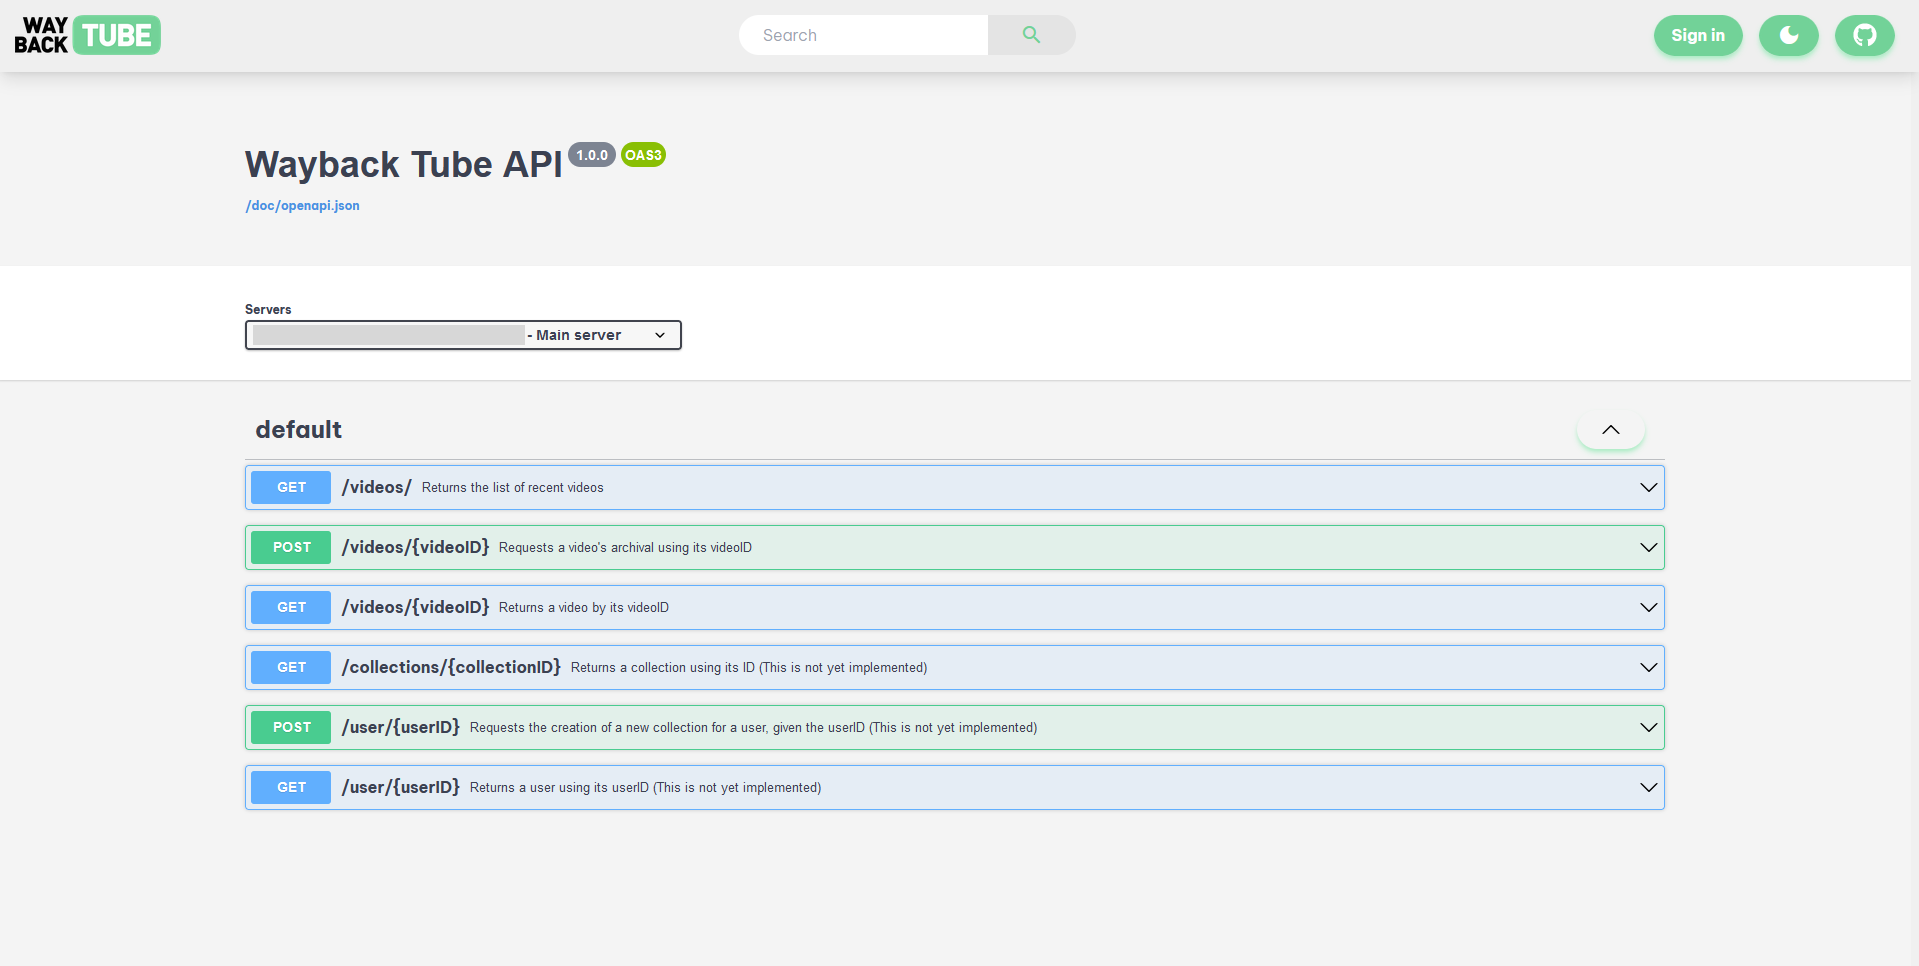 WAY
BACK TUBE
Search
Sign in
Wayback Tube API 1.0.0 OAS3
/doc/openapi.json
Servers
- Main server
default
GET /videos/ Returns the list of recent videos
POST /videos/{videoID} Requests a video's archival using its videoID
GET /videos/{videoID} Returns a video by its videoID
GET /collections/{collectionID} Returns a collection using its ID (This is not yet implemented)
POST /user/{userID} Requests the creation of a new collection for a user, given the userID (This is not yet implemented)
GET /user/{userID} Returns a user using its userID (This is not yet implemented)